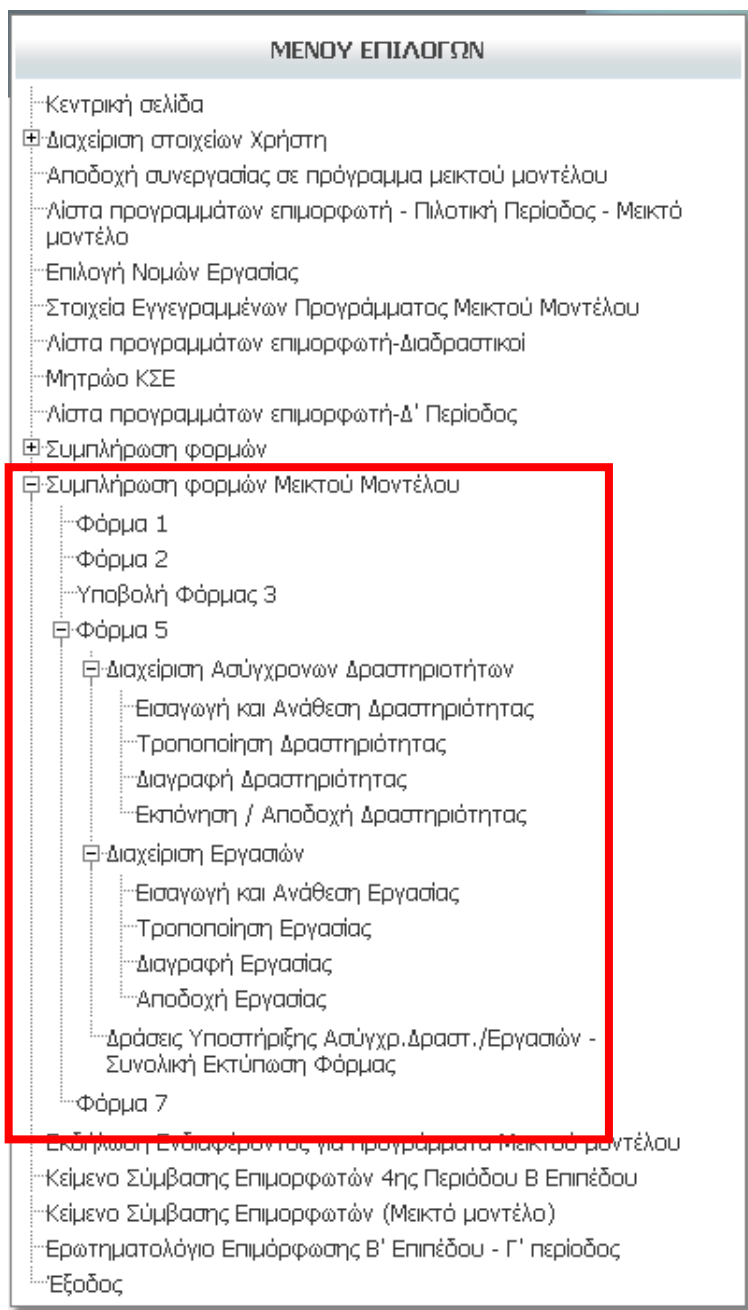 ΜΕΝΟΥ ΕΠΙΛΟΓΩΝ
Κεντρική σελίδα
Διαχείριση στοιχείων Χρήστη
Αποδοχή συνεργασίας σε πρόγραμμα μεικτού μοντέλου
Λίστα προγραμμάτων επιμορφωτή - Πιλοτική Περίοδος - Μεικτό
μοντέλο
Επιλογή Νομών Εργασίας
Στοιχεία Εγγεγραμμένων Προγράμματος Μεικτού Μοντέλου
Λίστα προγραμμάτων επιμορφωτή-Διαδραστικοί
Μητρώο ΚΣΕ
Λίστα προγραμμάτων επιμορφωτή-Δ' Περίοδος
Συμπλήρωση φορμών
Συμπλήρωση φορμών Μεικτού Μοντέλου
Φόρμα 1
Φόρμα 2
Υποβολή Φόρμας 3
Φόρμα 5
Διαχείριση Ασύγχρονων Δραστηριοτήτων
Εισαγωγή και Ανάθεση Δραστηριότητας
Τροποποίηση Δραστηριότητας
Διαγραφή Δραστηριότητας
Εκπόνηση / Αποδοχή Δραστηριότητας
Διαχείριση Εργασιών
Εισαγωγή και Ανάθεση Εργασίας
Τροποποίηση Εργασίας
Διαγραφή Εργασίας
Αποδοχή Εργασίας
Δράσεις Υποστήριξης Ασύγχρ.Δραστ./Εργασιών -
Συνολική Εκτύπωση Φόρμας
Φόρμα 7
Εκδήλωση Ενδιαφέροντος για Προγράμματα Μεικτού μοντέλου
Κείμενο Σύμβασης Επιμορφωτών 4ης Περιόδου Β Επιπέδου
Κείμενο Σύμβασης Επιμορφωτών (Μεικτό μοντέλο)
Ερωτηματολόγιο Επιμόρφωσης Β' Επιπέδου - Γ' περίοδος
Έξοδος